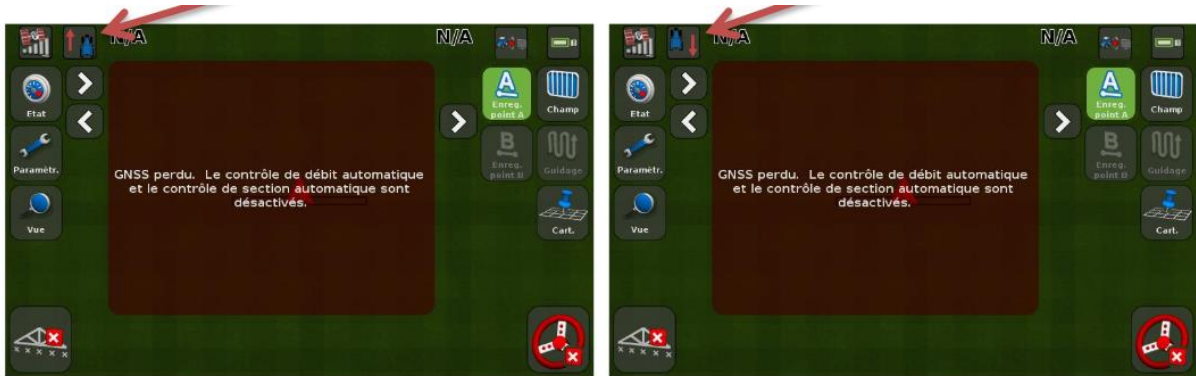 N/A
N/A
Etat
Paramètr.
Vue
GNSS perdu. Le contrôle de débit automatique
et le contrôle de section automatique sont
désactivés.
A
Enreg.
point A
Champ
B
Enreg.
point B
Guidage
Cart.
N/A
N/A
Etat
Paramètr.
Vue
GNSS perdu. Le contrôle de débit automatique
et le contrôle de section automatique sont
désactivés.
A
Enreg.
point A
Champ
B
Enreg.
point B
Guidage
Cart.